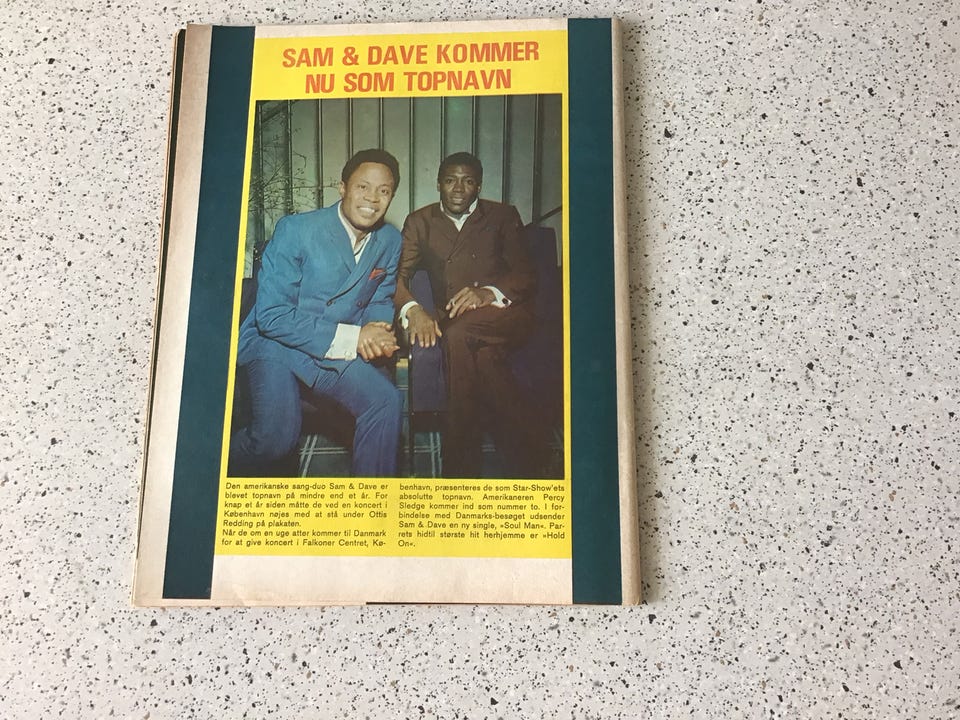 SAM & DAVE KOMMER
NU SOM TOPNAVN
Den amerikanske sang-duo Sam & Dave er
blevet topnavn på mindre end et år. For
knap et år siden måtte de ved en koncert i
København nøjes med at stå under Ottis
Redding på plakaten.
Når de om en uge atter kommer til Danmark
for at give koncert i Falkoner Centret, Kø-
benhavn, præsenteres de som Star-Show'ets
absolutte topnavn. Amerikaneren Percy
Sledge kommer ind som nummer to. I for-
bindelse med Danmarks-besøget udsender
Sam & Dave en ny single, »Soul Man«. Par-
rets hidtil største hit herhjemme er »Hold
On«.